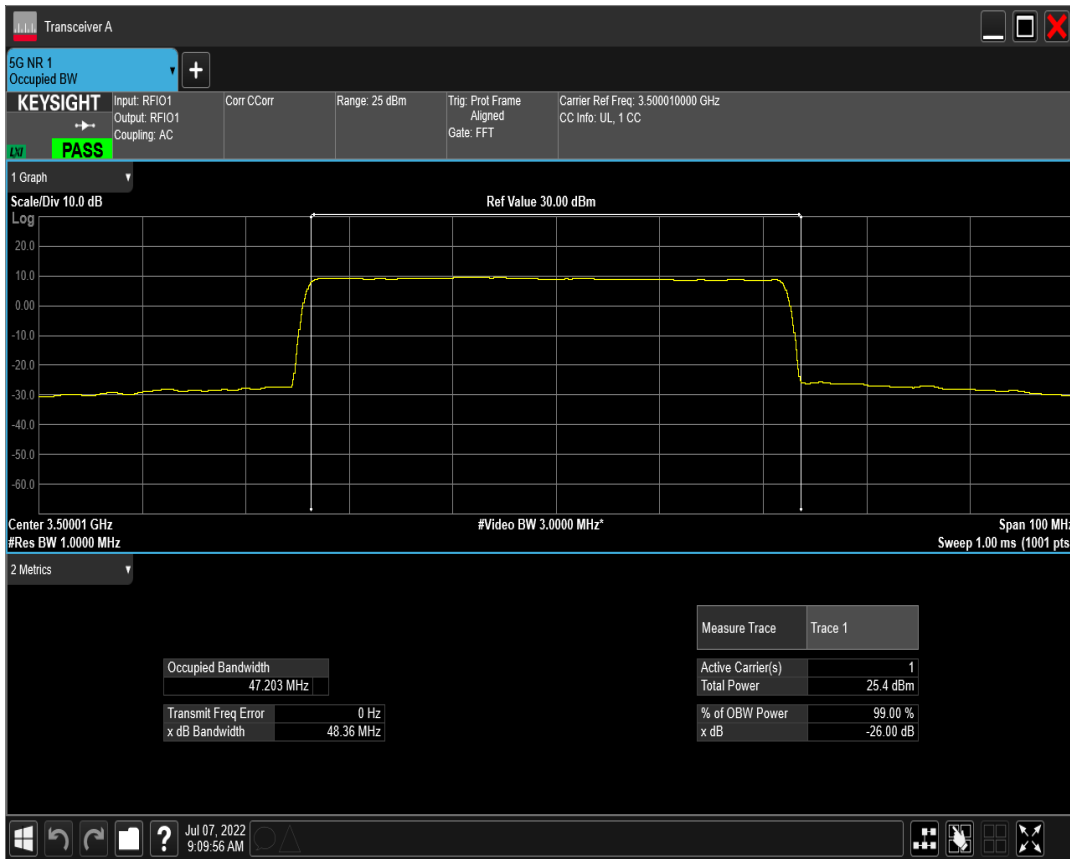 Transceiver A
5G NR 1
Occupied BW
KEYSIGHT
LXI
PASS
Input: RFIO1
Output: RFIO1
Coupling: AC
Corr CCorr
Range: 25 dBm
Trig: Prot Frame
Aligned
Gate: FFT
Carrier Ref Freq: 3.500010000 GHz
CC Info: UL, 1 CC
1 Graph
Scale/Div 10.0 dB
Ref Value 30.00 dBm
Log
20.0
10.0
0.00
-10.0
-20.0
-30.0
-40.0
-50.0
-60.0
Center 3.50001 GHz
#Video BW 3.0000 MHz*
Span 100 MHz
#Res BW 1.0000 MHz
Sweep 1.00 ms (1001 pts
2 Metrics
Measure Trace Trace 1
Occupied Bandwidth
47.203 MHz
Active Carrier(s) 1
Total Power 25.4 dBm
Transmit Freq Error 0 Hz
x dB Bandwidth 48.36 MHz
% of OBW Power 99.00 %
x dB -26.00 dB
?
Jul 07, 2022
9:09:56 AM